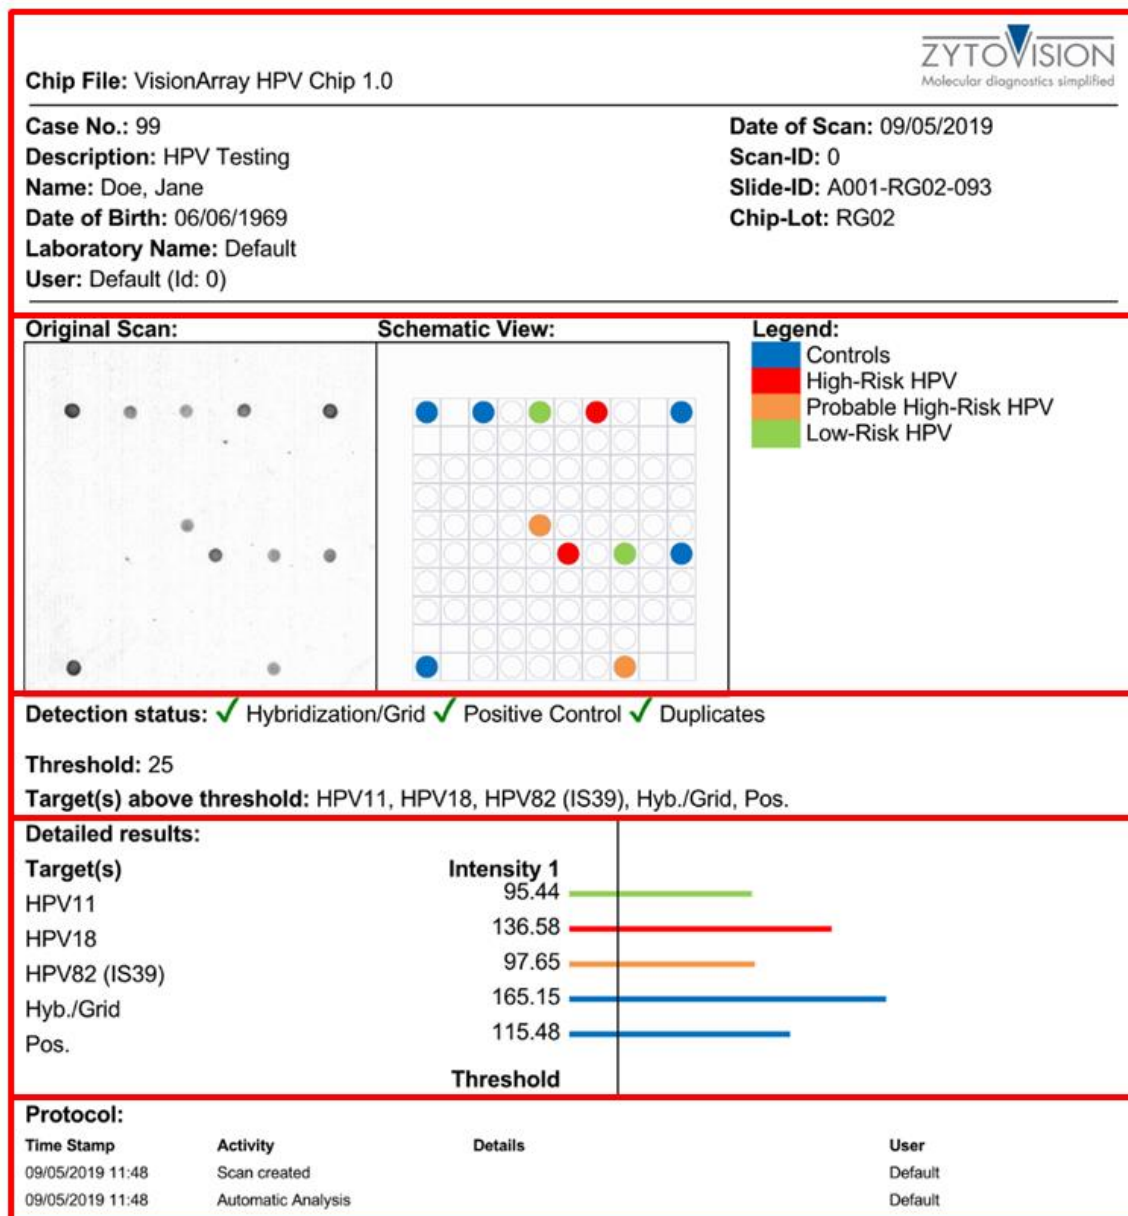 ZYTOVISION
Molecular diagnostics simplified
Chip File: VisionArray HPV Chip 1.0
Case No.: 99
Description: HPV Testing
Name: Doe, Jane
Date of Birth: 06/06/1969
Laboratory Name: Default
User: Default (Id: 0)
Date of Scan: 09/05/2019
Scan-ID: 0
Slide-ID: A001-RG02-093
Chip-Lot: RG02
Original Scan:
Schematic View:
Legend:
Controls
High-Risk HPV
Probable High-Risk HPV
Low-Risk HPV
Detection status: ✓ Hybridization/Grid ✓ Positive Control ✓ Duplicates
Threshold: 25
Target(s) above threshold: HPV11, HPV18, HPV82 (IS39), Hyb./Grid, Pos.
Detailed results:
Target(s) Intensity 1
HPV11 95.44
HPV18 136.58
HPV82 (IS39) 97.65
Hyb./Grid 165.15
Pos. 115.48
Threshold
Protocol:
Time Stamp Activity Details User
09/05/2019 11:48 Scan created Default
09/05/2019 11:48 Automatic Analysis Default